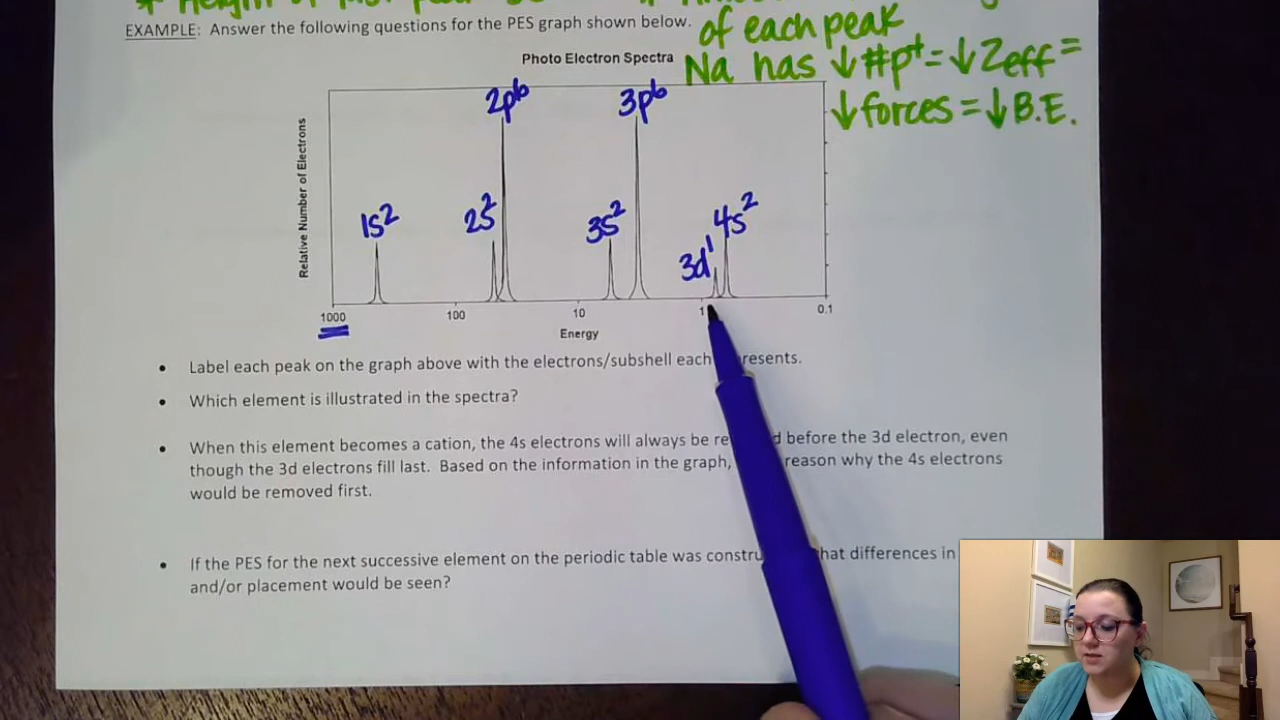 of each peak
EXAMPLE: Answer the following questions for the PES graph shown below.
Na has ↓ #p⁺ = ↓ Zeff =
↓ forces = ↓ B.E.
Photo Electron Spectra
Relative Number of Electrons
2p⁶
3p⁶
1s²
2s²
3s²
3d¹
4s²
1000
100
10
1
0.1
Energy
• Label each peak on the graph above with the electrons/subshell each
• Which element is illustrated in the spectra?
• When this element becomes a cation, the 4s electrons will always be before the 3d electron, even
though the 3d electrons fill last. Based on the information in the graph, reason why the 4s electrons
would be removed first.
• If the PES for the next successive element on the periodic table was differences in
and/or placement would be seen?